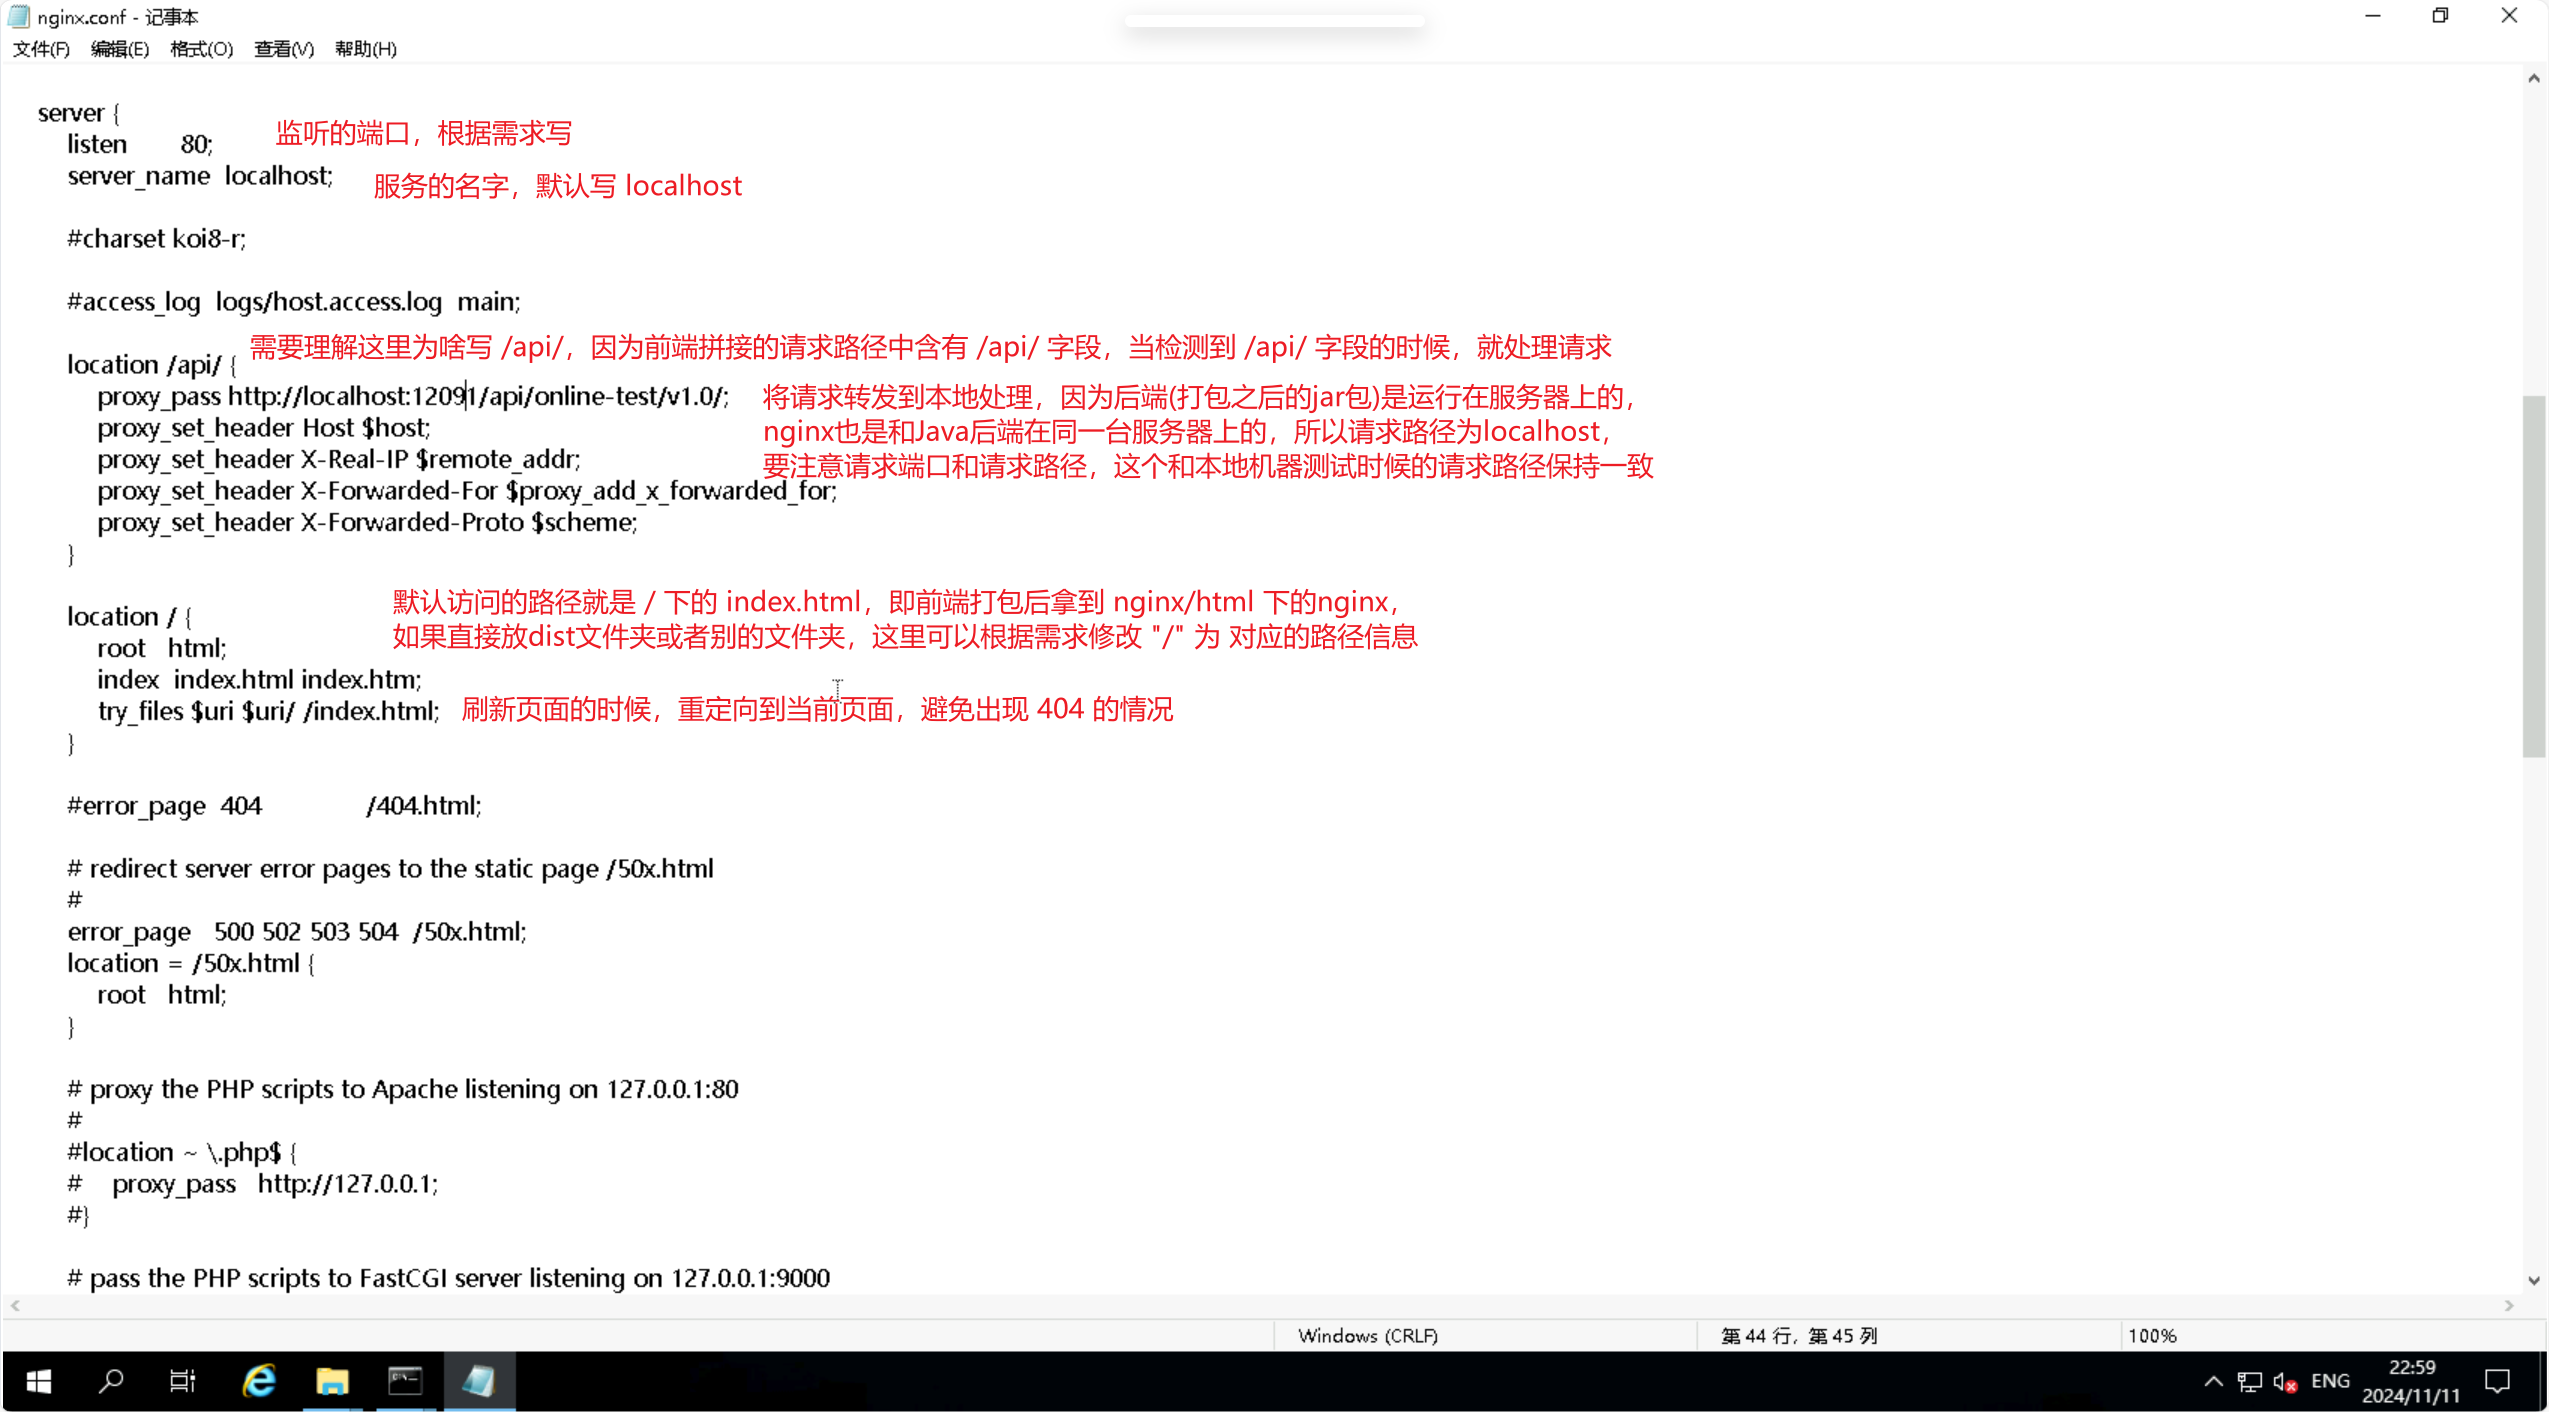 nginx.conf - 记事本
文件(F) 编辑(E) 格式(O) 查看(V) 帮助(H)
server {
监听的端口，根据需求写
listen 80;
server_name localhost;
服务的名字，默认写 localhost
#charset koi8-r;
#access_log logs/host.access.log main;
需要理解这里为啥写 /api/，因为前端拼接的请求路径中含有 /api/ 字段，当检测到 /api/ 字段的时候，就处理请求
location /api/ {
proxy_pass http://localhost:12091/api/online-test/v1.0/;
将请求转发到本地处理，因为后端(打包之后的jar包)是运行在服务器上的，
proxy_set_header Host $host;
nginx也是和Java后端在同一台服务器上的，所以请求路径为localhost，
proxy_set_header X-Real-IP $remote_addr;
要注意请求端口和请求路径，这个和本地机器测试时候的请求路径保持一致
proxy_set_header X-Forwarded-For $proxy_add_x_forwarded_for;
proxy_set_header X-Forwarded-Proto $scheme;
}
默认访问的路径就是 / 下的 index.html，即前端打包后拿到 nginx/html 下的nginx，
location / {
如果直接放dist文件夹或者别的文件夹，这里可以根据需求修改 "/" 为 对应的路径信息
root html;
index index.html index.htm;
try_files $uri $uri/ /index.html;
刷新页面的时候，重定向到当前页面，避免出现 404 的情况
}
#error_page 404 /404.html;
# redirect server error pages to the static page /50x.html
#
error_page 500 502 503 504 /50x.html;
location = /50x.html {
root html;
}
# proxy the PHP scripts to Apache listening on 127.0.0.1:80
#
#location ~ \.php$ {
# proxy_pass http://127.0.0.1;
#}
# pass the PHP scripts to FastCGI server listening on 127.0.0.1:9000
Windows (CRLF) 第 44 行，第 45 列 100%
ENG
22:59
2024/11/11